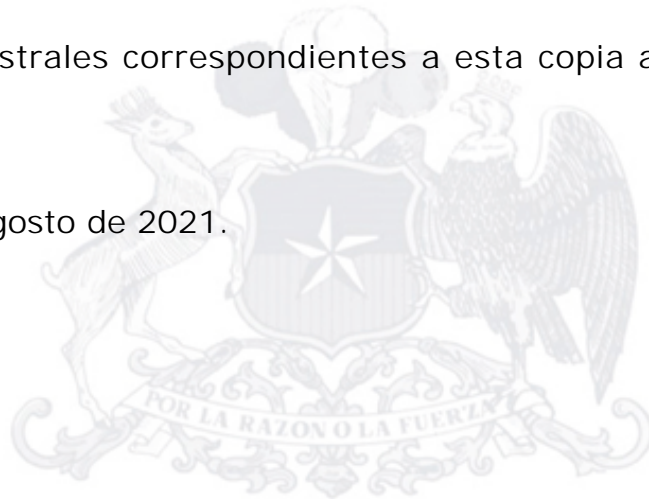 strales correspondientes a esta copia a
gosto de 2021.
POR LA RAZON O LA FUERZA